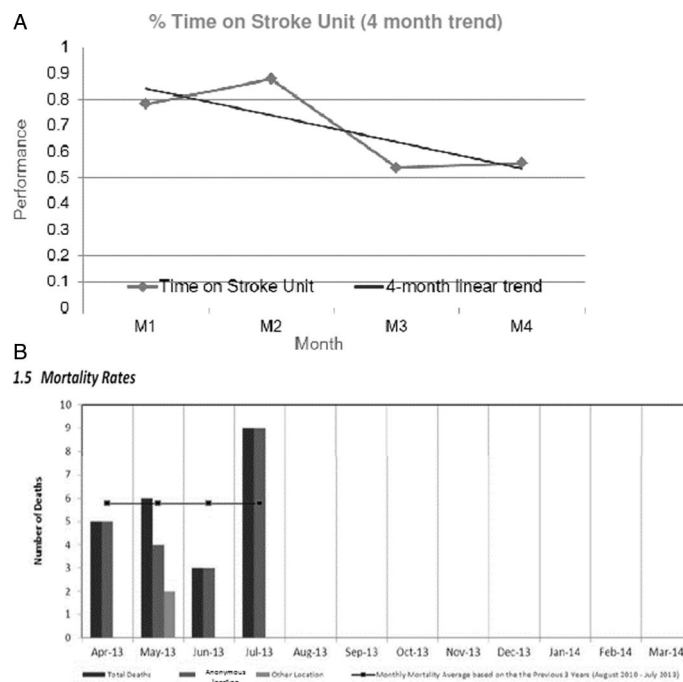 A
% Time on Stroke Unit (4 month trend)
1
0.9
0.8
0.7
0.6
0.5
0.4
0.3
0.2
0.1
0
Performance
Time on Stroke Unit 4-month linear trend
M1 M2 M3 M4
Month
B
1.5 Mortality Rates
10
9
8
7
6
5
4
3
2
1
0
Number of Deaths
Apr-13 May-13 Jun-13 Jul-13 Aug-13 Sep-13 Oct-13 Nov-13 Dec-13 Jan-14 Feb-14 Mar-14
Total Deaths Anonymous Other Location Monthly Mortality Average based on the the Previous 3 Years (August 2010 - July 2013)